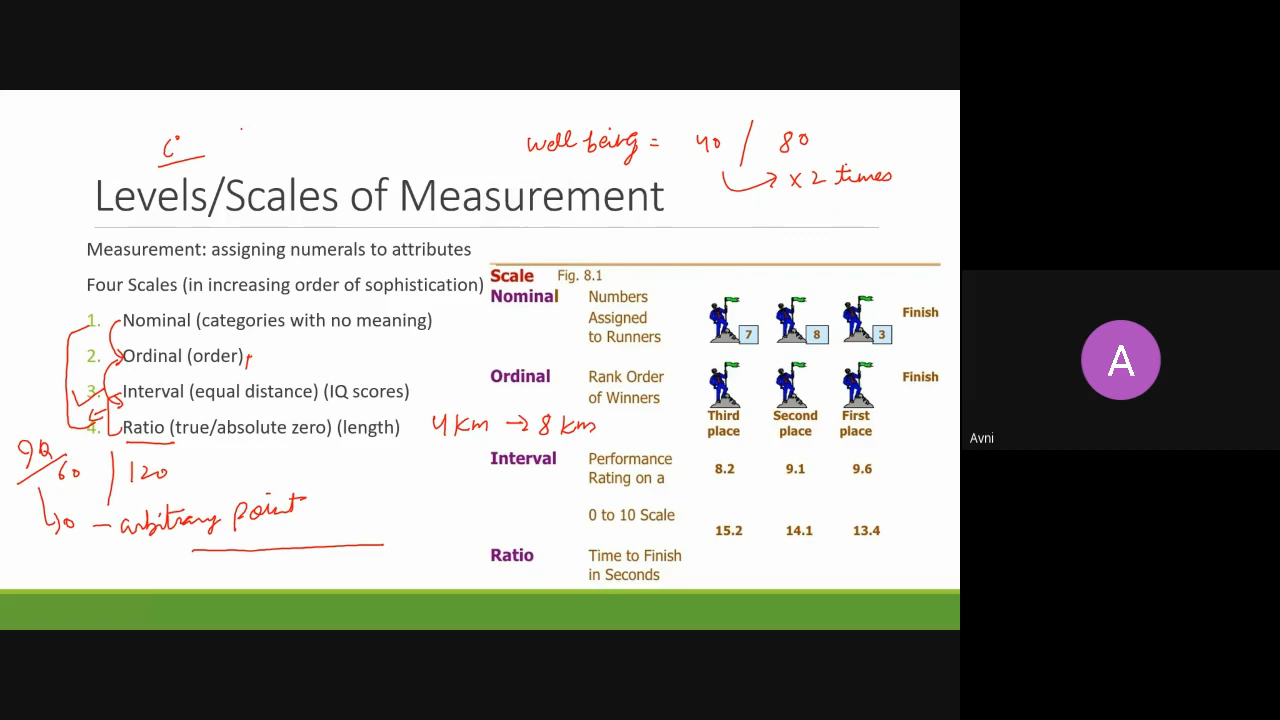 well being = 40 / 80
x 2 times
Levels/Scales of Measurement
Measurement: assigning numerals to attributes
Four Scales (in increasing order of sophistication)
1. Nominal (categories with no meaning)
2. Ordinal (order)
3. Interval (equal distance) (IQ scores)
4. Ratio (true/absolute zero) (length)
4 km → 8 km
60 | 120
0 – arbitrary point
Scale Fig. 8.1
Nominal Numbers Assigned to Runners
7 8 3 Finish
Ordinal Rank Order of Winners
Finish
Third place Second place First place
Interval Performance Rating on a 0 to 10 Scale
8.2 9.1 9.6
15.2 14.1 13.4
Ratio Time to Finish in Seconds
A
Avni